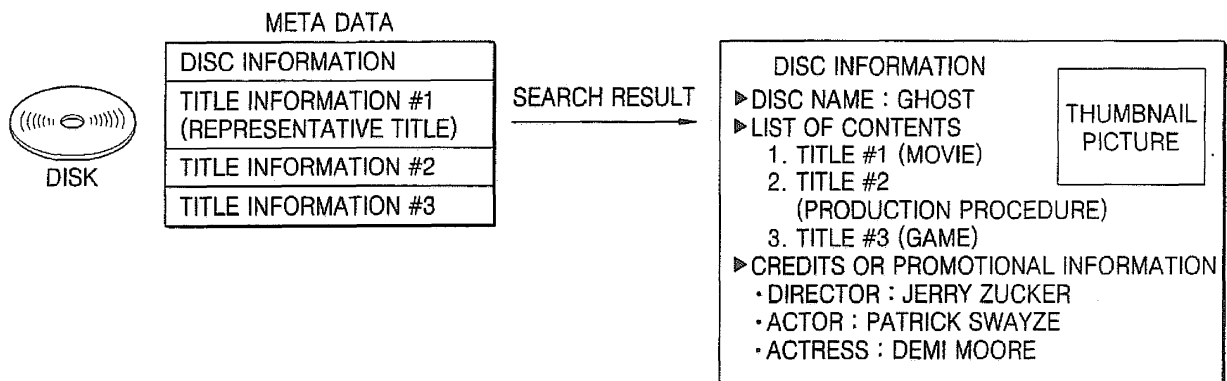 META DATA
DISC INFORMATION
TITLE INFORMATION #1
(REPRESENTATIVE TITLE)
TITLE INFORMATION #2
TITLE INFORMATION #3
DISK
SEARCH RESULT
DISC INFORMATION
▶DISC NAME : GHOST
▶LIST OF CONTENTS
1. TITLE #1 (MOVIE)
2. TITLE #2
(PRODUCTION PROCEDURE)
3. TITLE #3 (GAME)
▶CREDITS OR PROMOTIONAL INFORMATION
・DIRECTOR : JERRY ZUCKER
・ACTOR : PATRICK SWAYZE
・ACTRESS : DEMI MOORE
THUMBNAIL
PICTURE